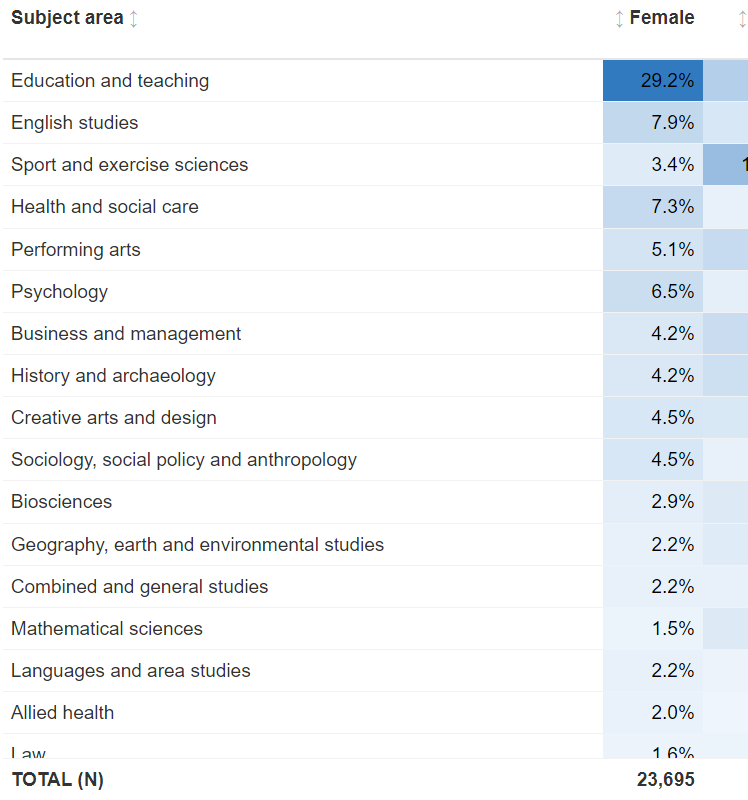 Subject area Female
Education and teaching 29.2%
English studies 7.9%
Sport and exercise sciences 3.4% 1
Health and social care 7.3%
Performing arts 5.1%
Psychology 6.5%
Business and management 4.2%
History and archaeology 4.2%
Creative arts and design 4.5%
Sociology, social policy and anthropology 4.5%
Biosciences 2.9%
Geography, earth and environmental studies 2.2%
Combined and general studies 2.2%
Mathematical sciences 1.5%
Languages and area studies 2.2%
Allied health 2.0%
Law 1.6%
TOTAL (N) 23,695